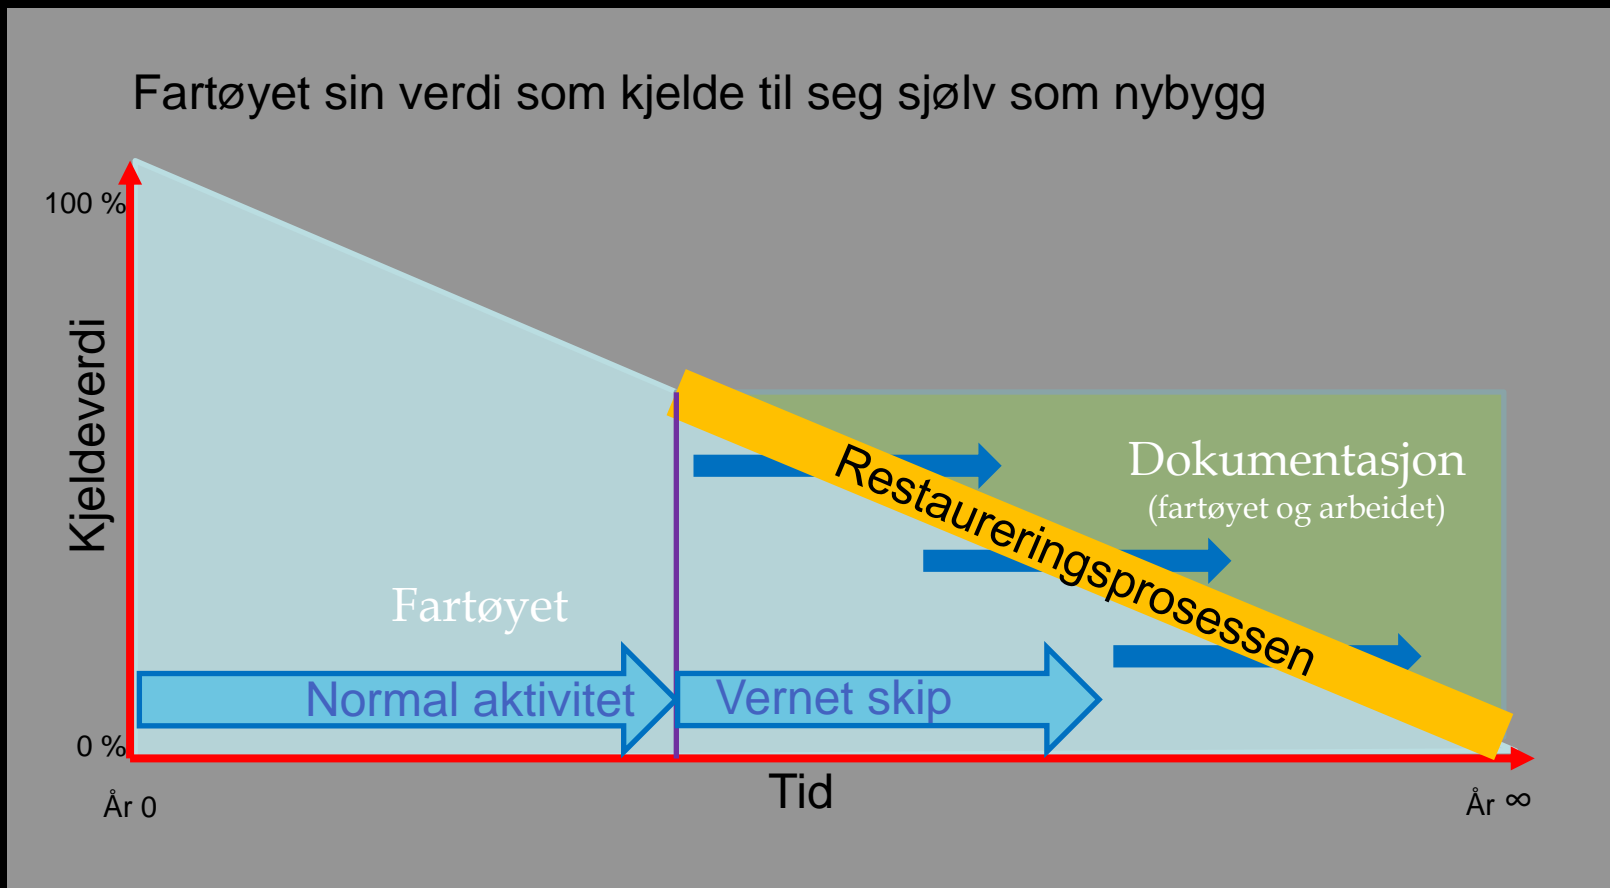 Fartøyet sin verdi som kjelde til seg sjølv som nybygg
100 %
Kjeldeverdi
Restaureringsprosessen
Dokumentasjon
(fartøyet og arbeidet)
Fartøyet
Normal aktivitet
Vernet skip
0 %
Tid
År 0
År ∞